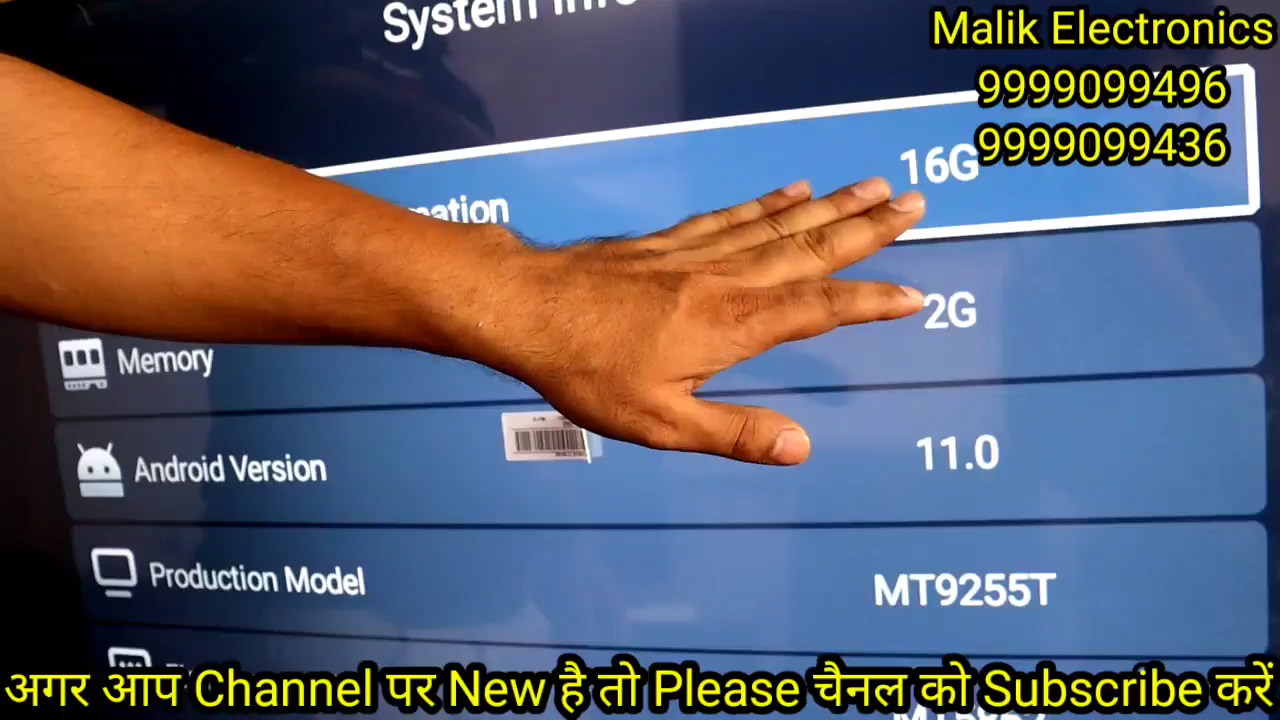 System
Malik Electronics
9999099496
9999099436
16G
2G
Memory
Android Version
11.0
Production Model
MT9255T
अगर आप Channel पर New है तो Please चैनल को Subscribe करें